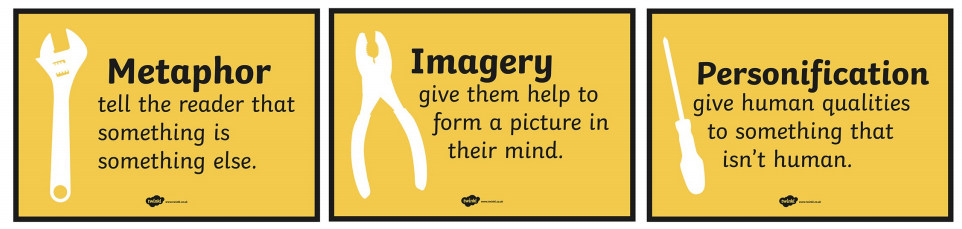 Metaphor
tell the reader that
something is
something else.
twinkl www.twinkl.co.uk
Imagery
give them help to
form a picture in
their mind.
twinkl www.twinkl.co.uk
Personification
give human qualities
to something that
isn't human.
twinkl www.twinkl.co.uk